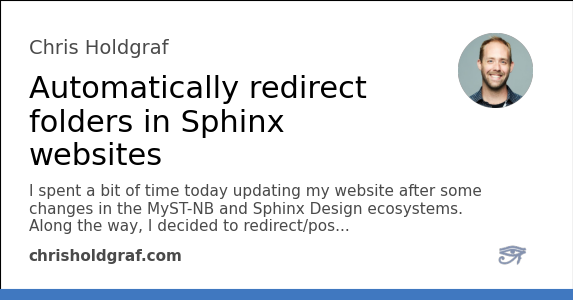 Chris Holdgraf
Automatically redirect
folders in Sphinx
websites
I spent a bit of time today updating my website after some
changes in the MyST-NB and Sphinx Design ecosystems.
Along the way, I decided to redirect/pos...
chrisholdgraf.com